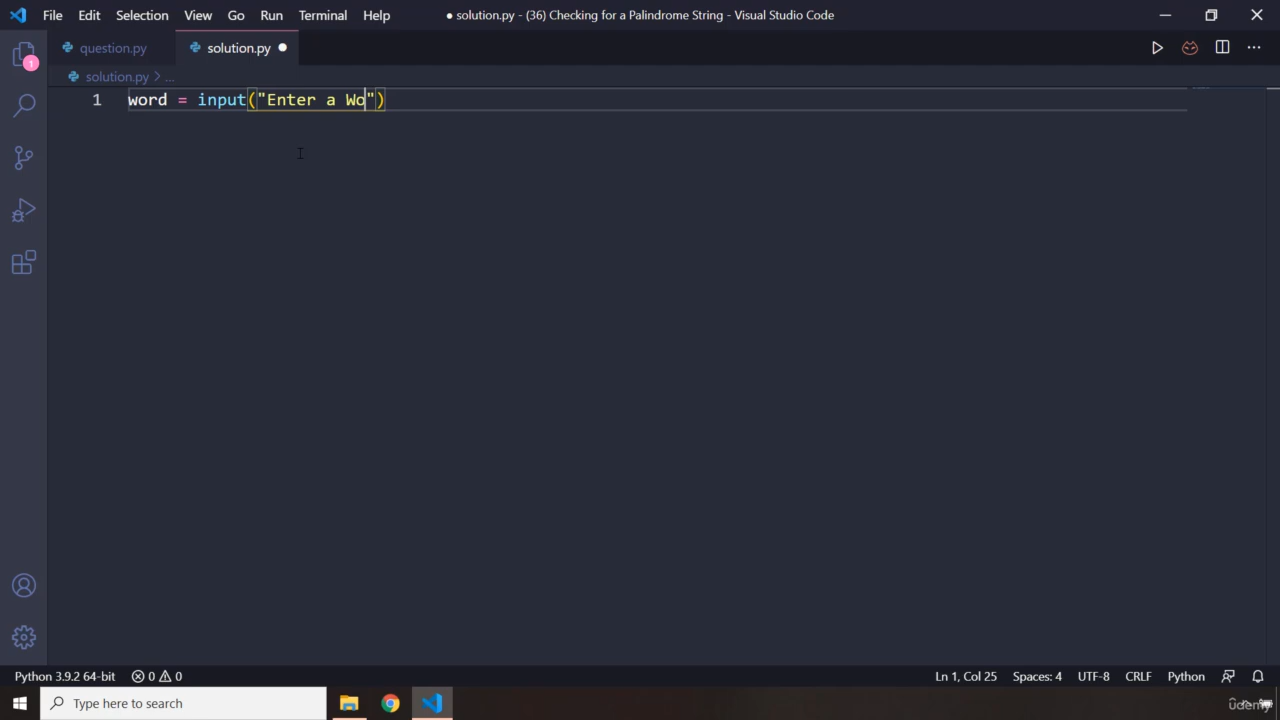 File Edit Selection View Go Run Terminal Help ● solution.py - (36) Checking for a Palindrome String - Visual Studio Code
question.py solution.py
solution.py > ...
1 word = input("Enter a Wo")
1
Python 3.9.2 64-bit 0 0 Ln 1, Col 25 Spaces: 4 UTF-8 CRLF Python
Type here to search
Udemy